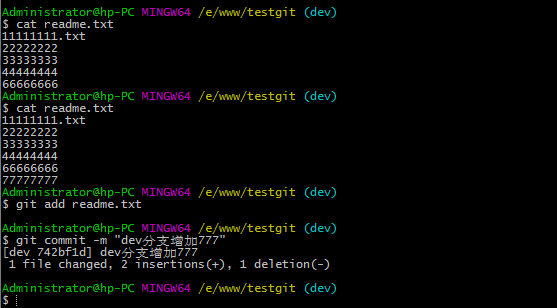 Administrator@hp-PC MINGW64 /e/www/testgit (dev)
$ cat readme.txt
11111111.txt
22222222
33333333
44444444
66666666
Administrator@hp-PC MINGW64 /e/www/testgit (dev)
$ cat readme.txt
11111111.txt
22222222
33333333
44444444
66666666
77777777
Administrator@hp-PC MINGW64 /e/www/testgit (dev)
$ git add readme.txt
Administrator@hp-PC MINGW64 /e/www/testgit (dev)
$ git commit -m "dev分支增加777"
[dev 742bf1d] dev分支增加777
1 file changed, 2 insertions(+), 1 deletion(-)
Administrator@hp-PC MINGW64 /e/www/testgit (dev)
$